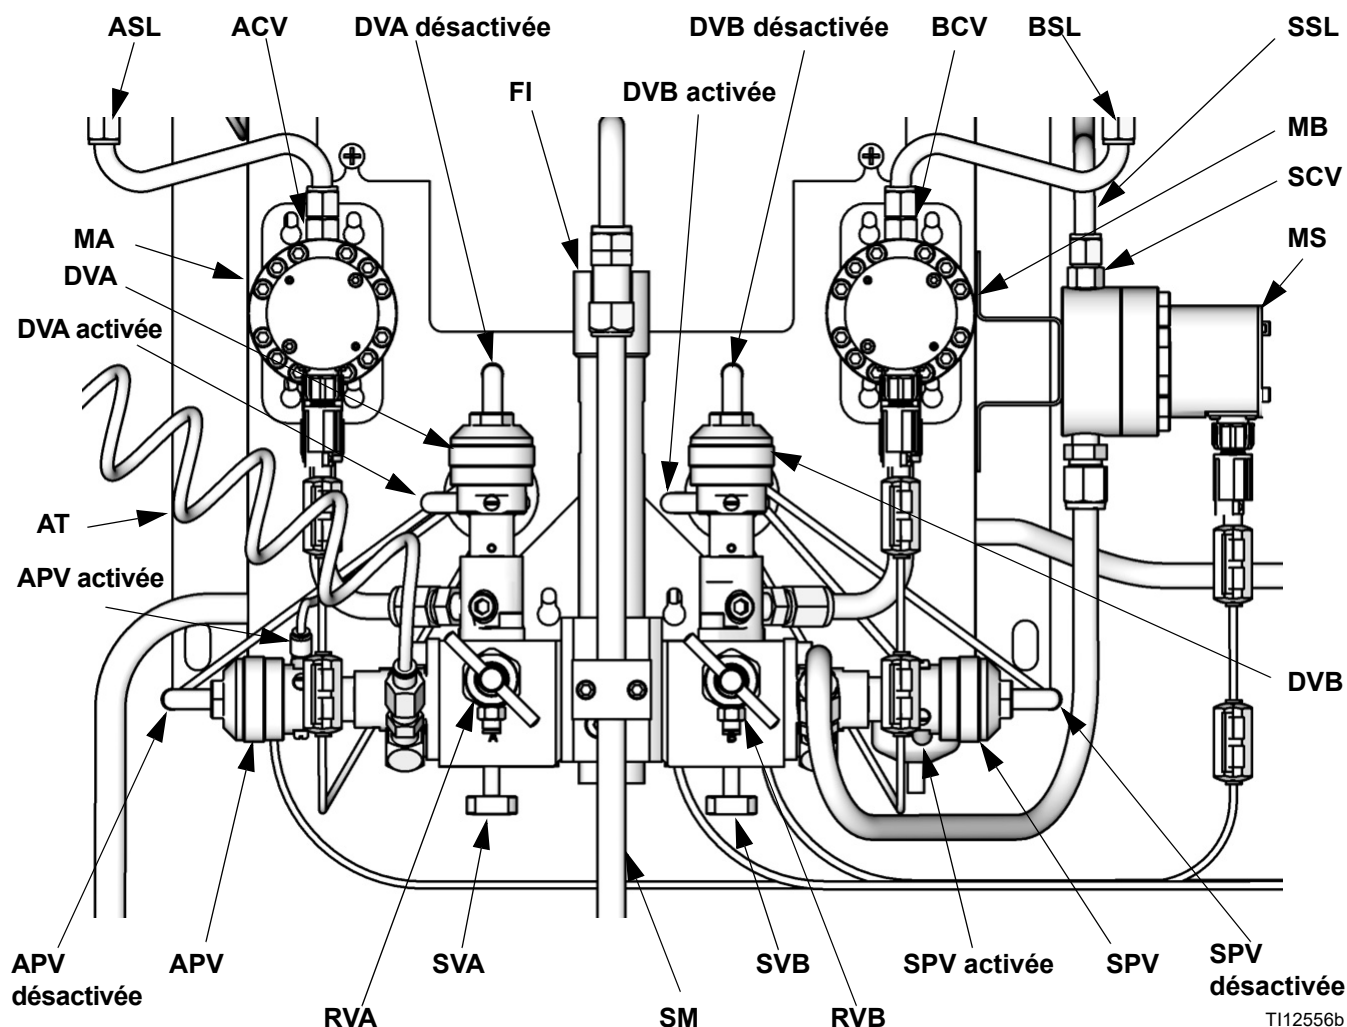 ASL
ACV
DVA désactivée
DVB désactivée
BCV
BSL
SSL
FI
DVB activée
MB
SCV
MA
MS
DVA
DVA activée
AT
APV activée
DVB
APV
désactivée
APV
SVA
SVB
SPV activée
SPV
SPV
désactivée
RVA
SM
RVB
TI12556b
A
B